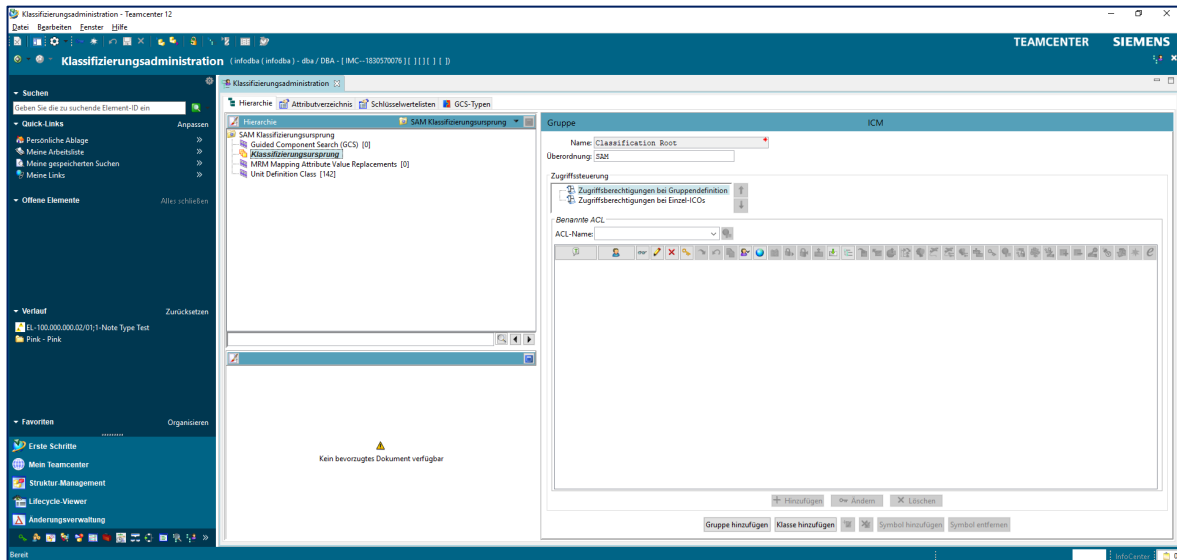 Klassifizierungsadministration - Teamcenter 12
Datei Bearbeiten Fenster Hilfe
TEAMCENTER SIEMENS
Klassifizierungsadministration ( infodba ( infodba ) - dba / DBA - [ IMC--1830570076 ] [ ] [ ] [ ] [ ] )
Suchen
Geben Sie die zu suchende Element-ID ein
Quick-Links Anpassen
Persönliche Ablage
Meine Arbeitsliste
Meine gespeicherten Suchen
Meine Links
Offene Elemente Alles schließen
Verlauf Zurücksetzen
EL-100.000.000.02/01;1-Note Type Test
Pink - Pink
Favoriten Organisieren
Erste Schritte
Mein Teamcenter
Struktur-Management
Lifecycle-Viewer
Änderungsverwaltung
Bereit
Klassifizierungsadministration
Hierarchie Attributverzeichnis Schlüsselwertelisten GCS-Typen
Hierarchie SAM Klassifizierungsursprung
SAM Klassifizierungsursprung
Guided Component Search (GCS) [0]
Klassifizierungsursprung
MRM Mapping Attribute Value Replacements [0]
Unit Definition Class [142]
Kein bevorzugtes Dokument verfügbar
Gruppe ICM
Name: Classification Root *
Überordnung: SAM
Zugriffssteuerung
Zugriffsberechtigungen bei Gruppendefinition
Zugriffsberechtigungen bei Einzel-ICOs
Benannte ACL
ACL-Name:
Hinzufügen Ändern Löschen
Gruppe hinzufügen Klasse hinzufügen Symbol hinzufügen Symbol entfernen
InfoCenter